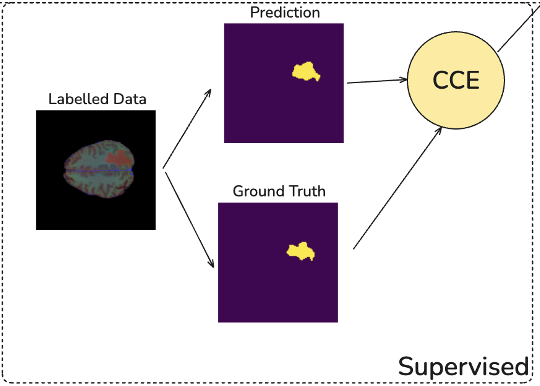 Prediction
Labelled Data
CCE
Ground Truth
Supervised